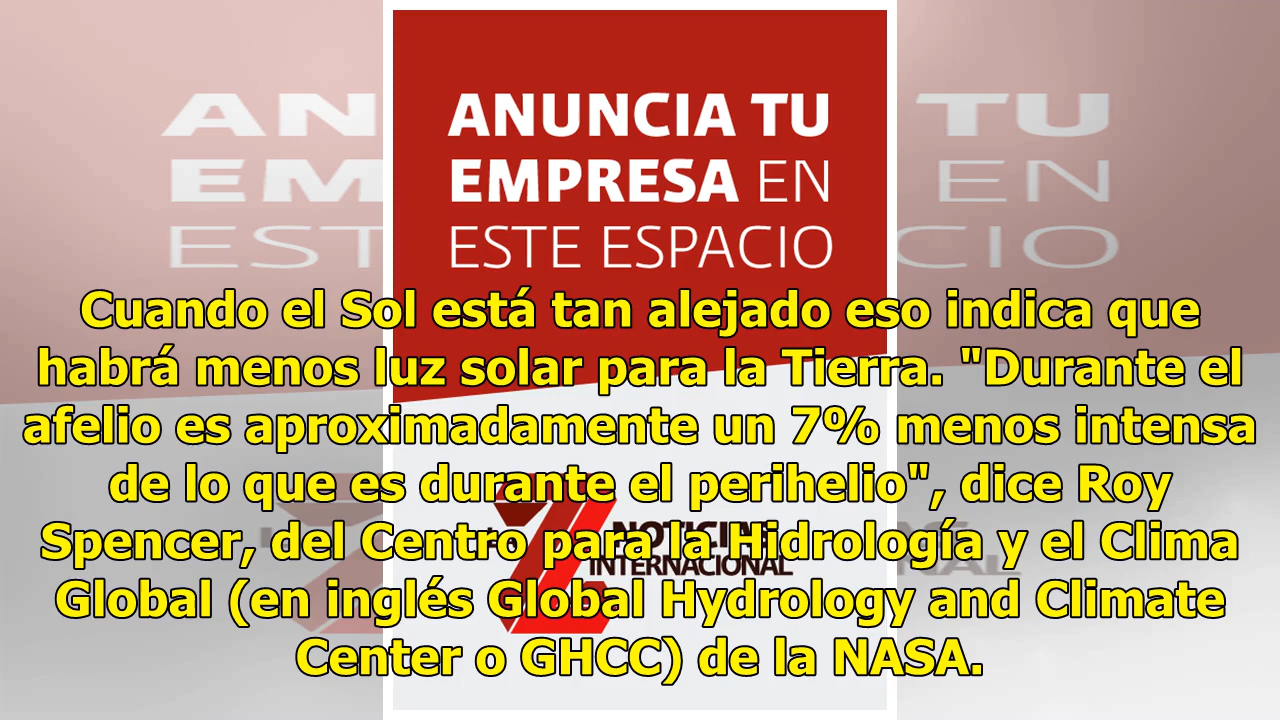 ANUNCIA TU
EMPRESA EN
ESTE ESPACIO
Cuando el Sol está tan alejado eso indica que
habrá menos luz solar para la Tierra. "Durante el
afelio es aproximadamente un 7% menos intensa
de lo que es durante el perihelio", dice Roy
Spencer, del Centro para la Hidrología y el Clima
Global (en inglés Global Hydrology and Climate
Center o GHCC) de la NASA.
NOTICIAS
INTERNACIONAL